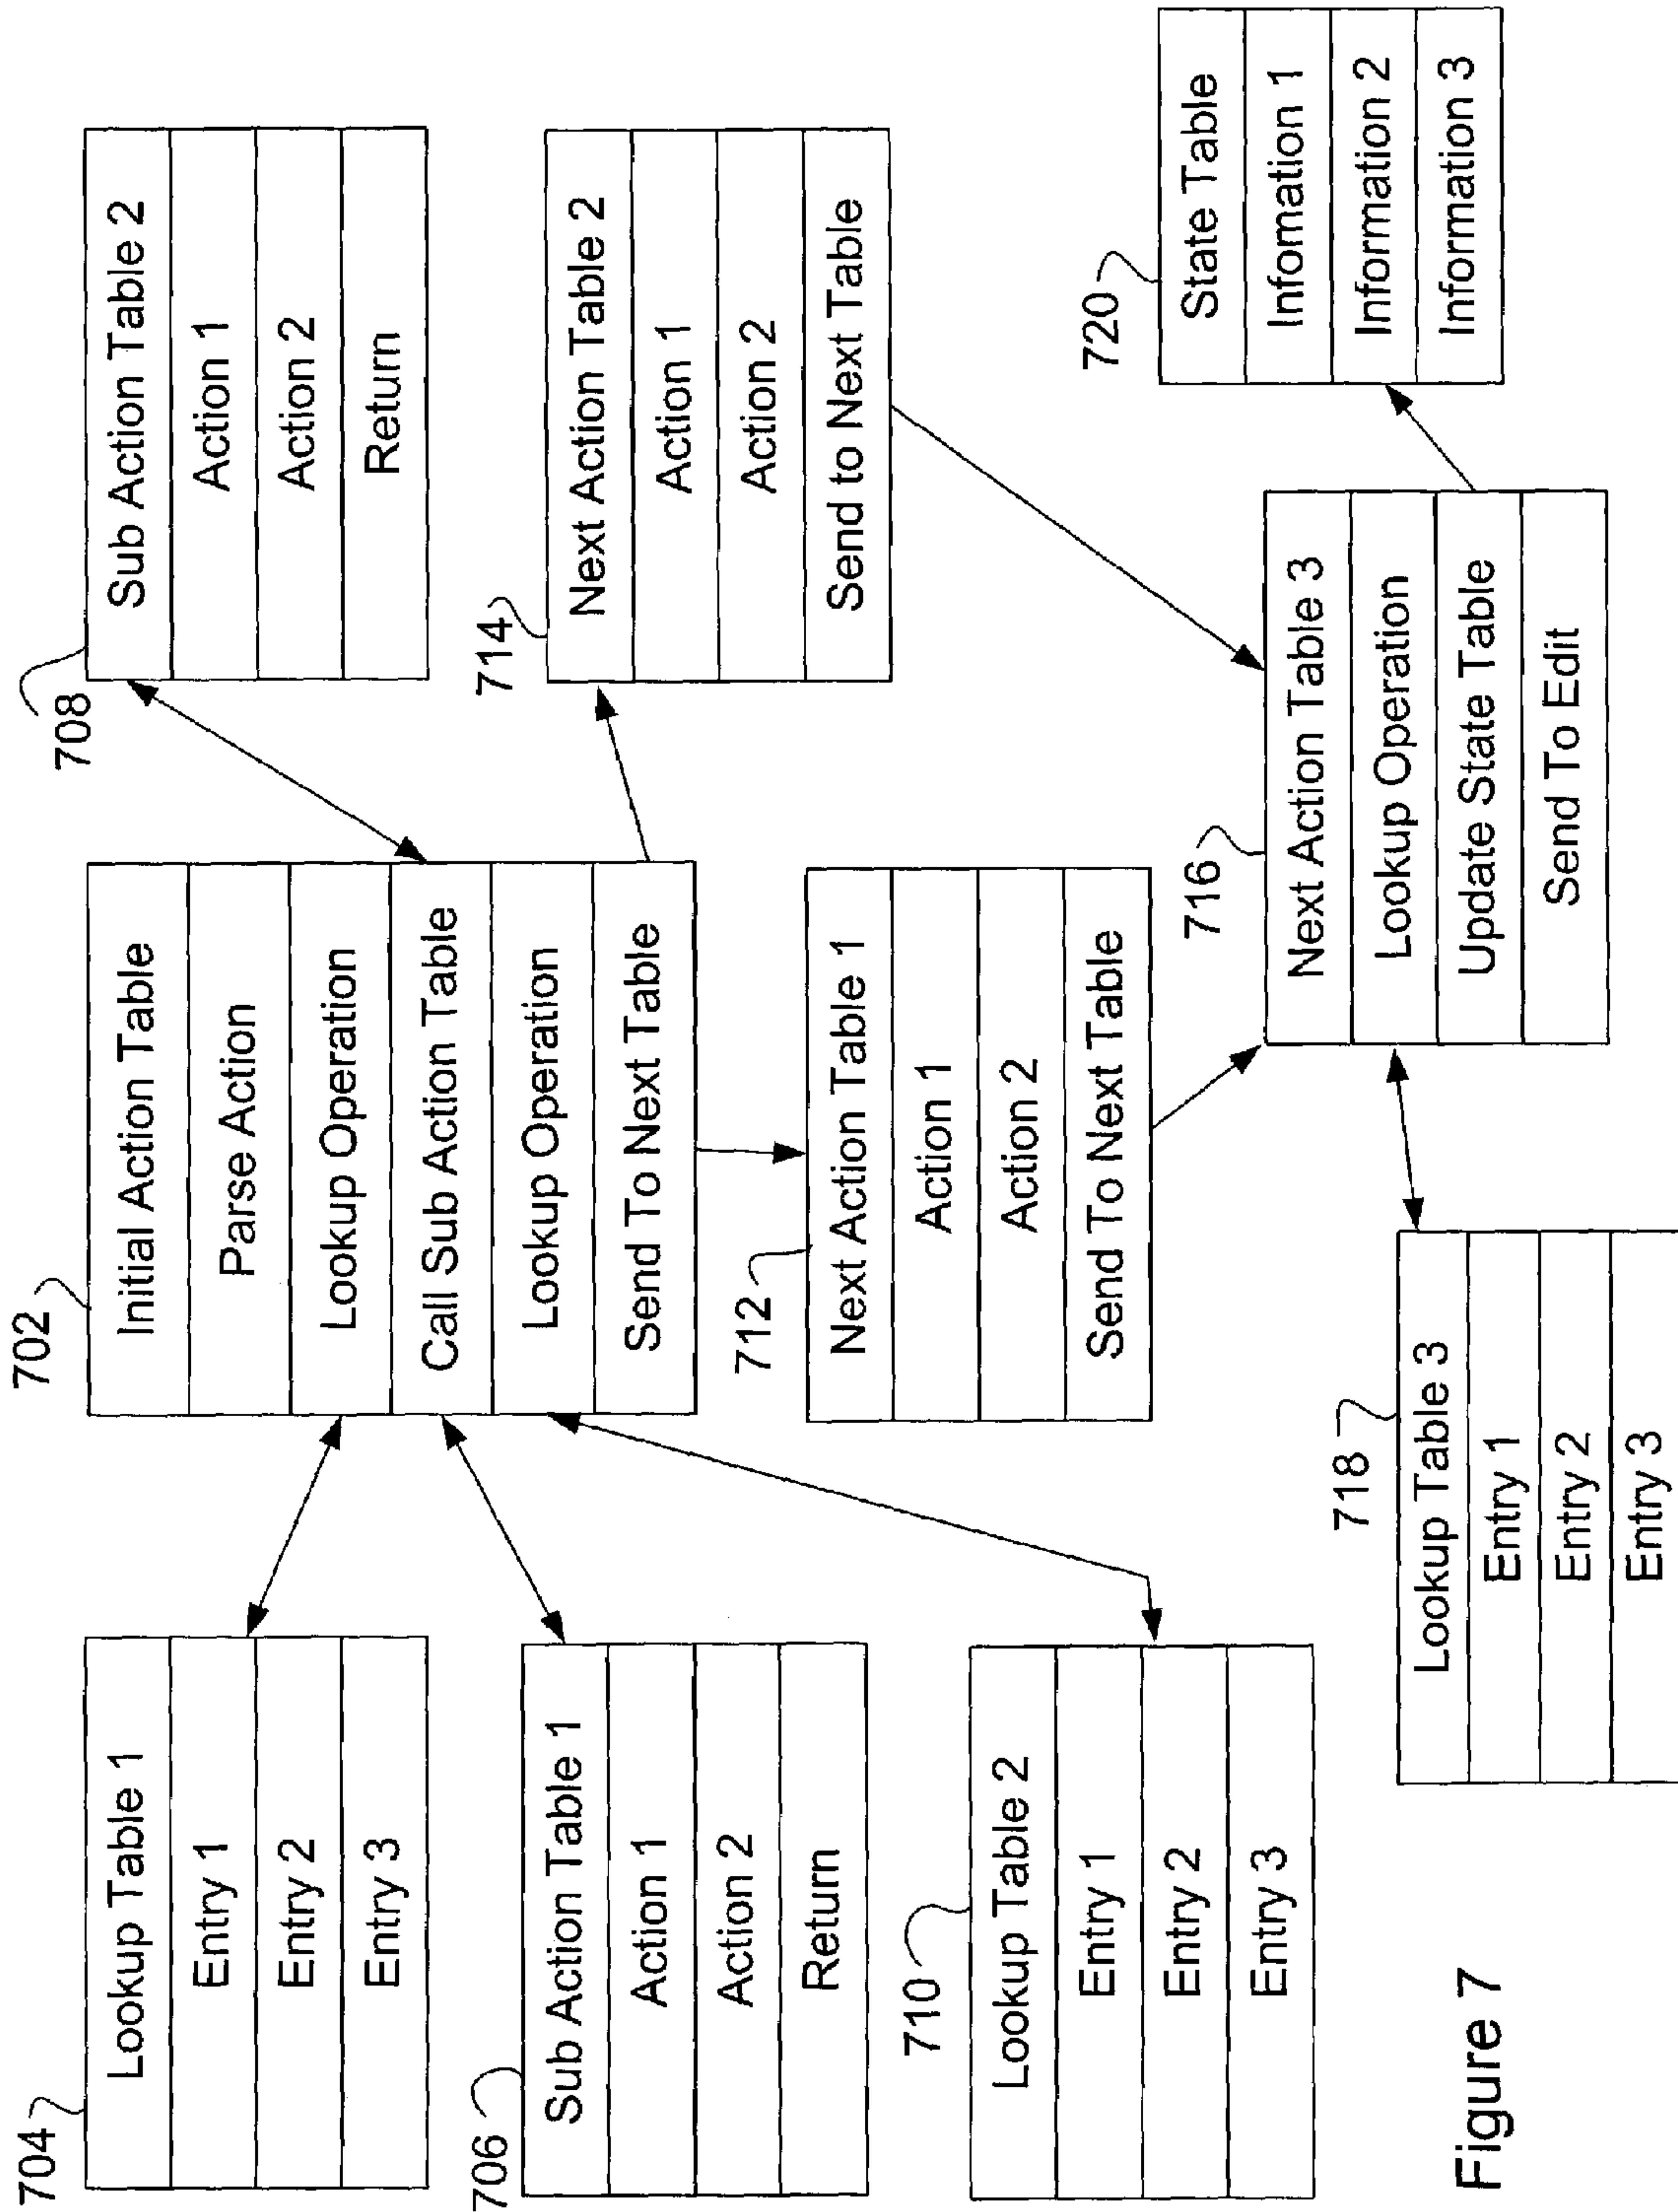 704
Lookup Table 1
Entry 1
Entry 2
Entry 3
702
Initial Action Table
Parse Action
Lookup Operation
Call Sub Action Table
Lookup Operation
Send To Next Table
708
Sub Action Table 2
Action 1
Action 2
Return
706
Sub Action Table 1
Action 1
Action 2
Return
714
Next Action Table 2
Action 1
Action 2
Send to Next Table
712
Next Action Table 1
Action 1
Action 2
Send To Next Table
710
Lookup Table 2
Entry 1
Entry 2
Entry 3
716
Next Action Table 3
Lookup Operation
Update State Table
Send To Edit
720
State Table
Infomation 1
Information 2
Information 3
718
Lookup Table 3
Entry 1
Entry 2
Entry 3
Figure 7